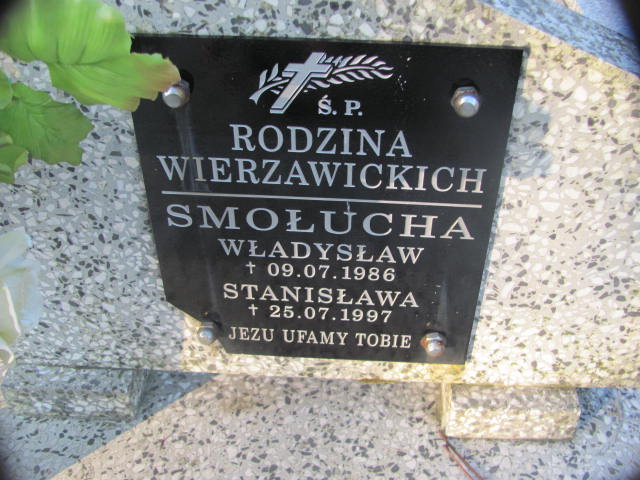 Ś. P.
RODZINA
WIERZAWICKICH
SMOŁUCHA
WŁADYSŁAW
† 09.07.1986
STANISŁAWA
† 25.07.1997
JEZU UFAMY TOBIE